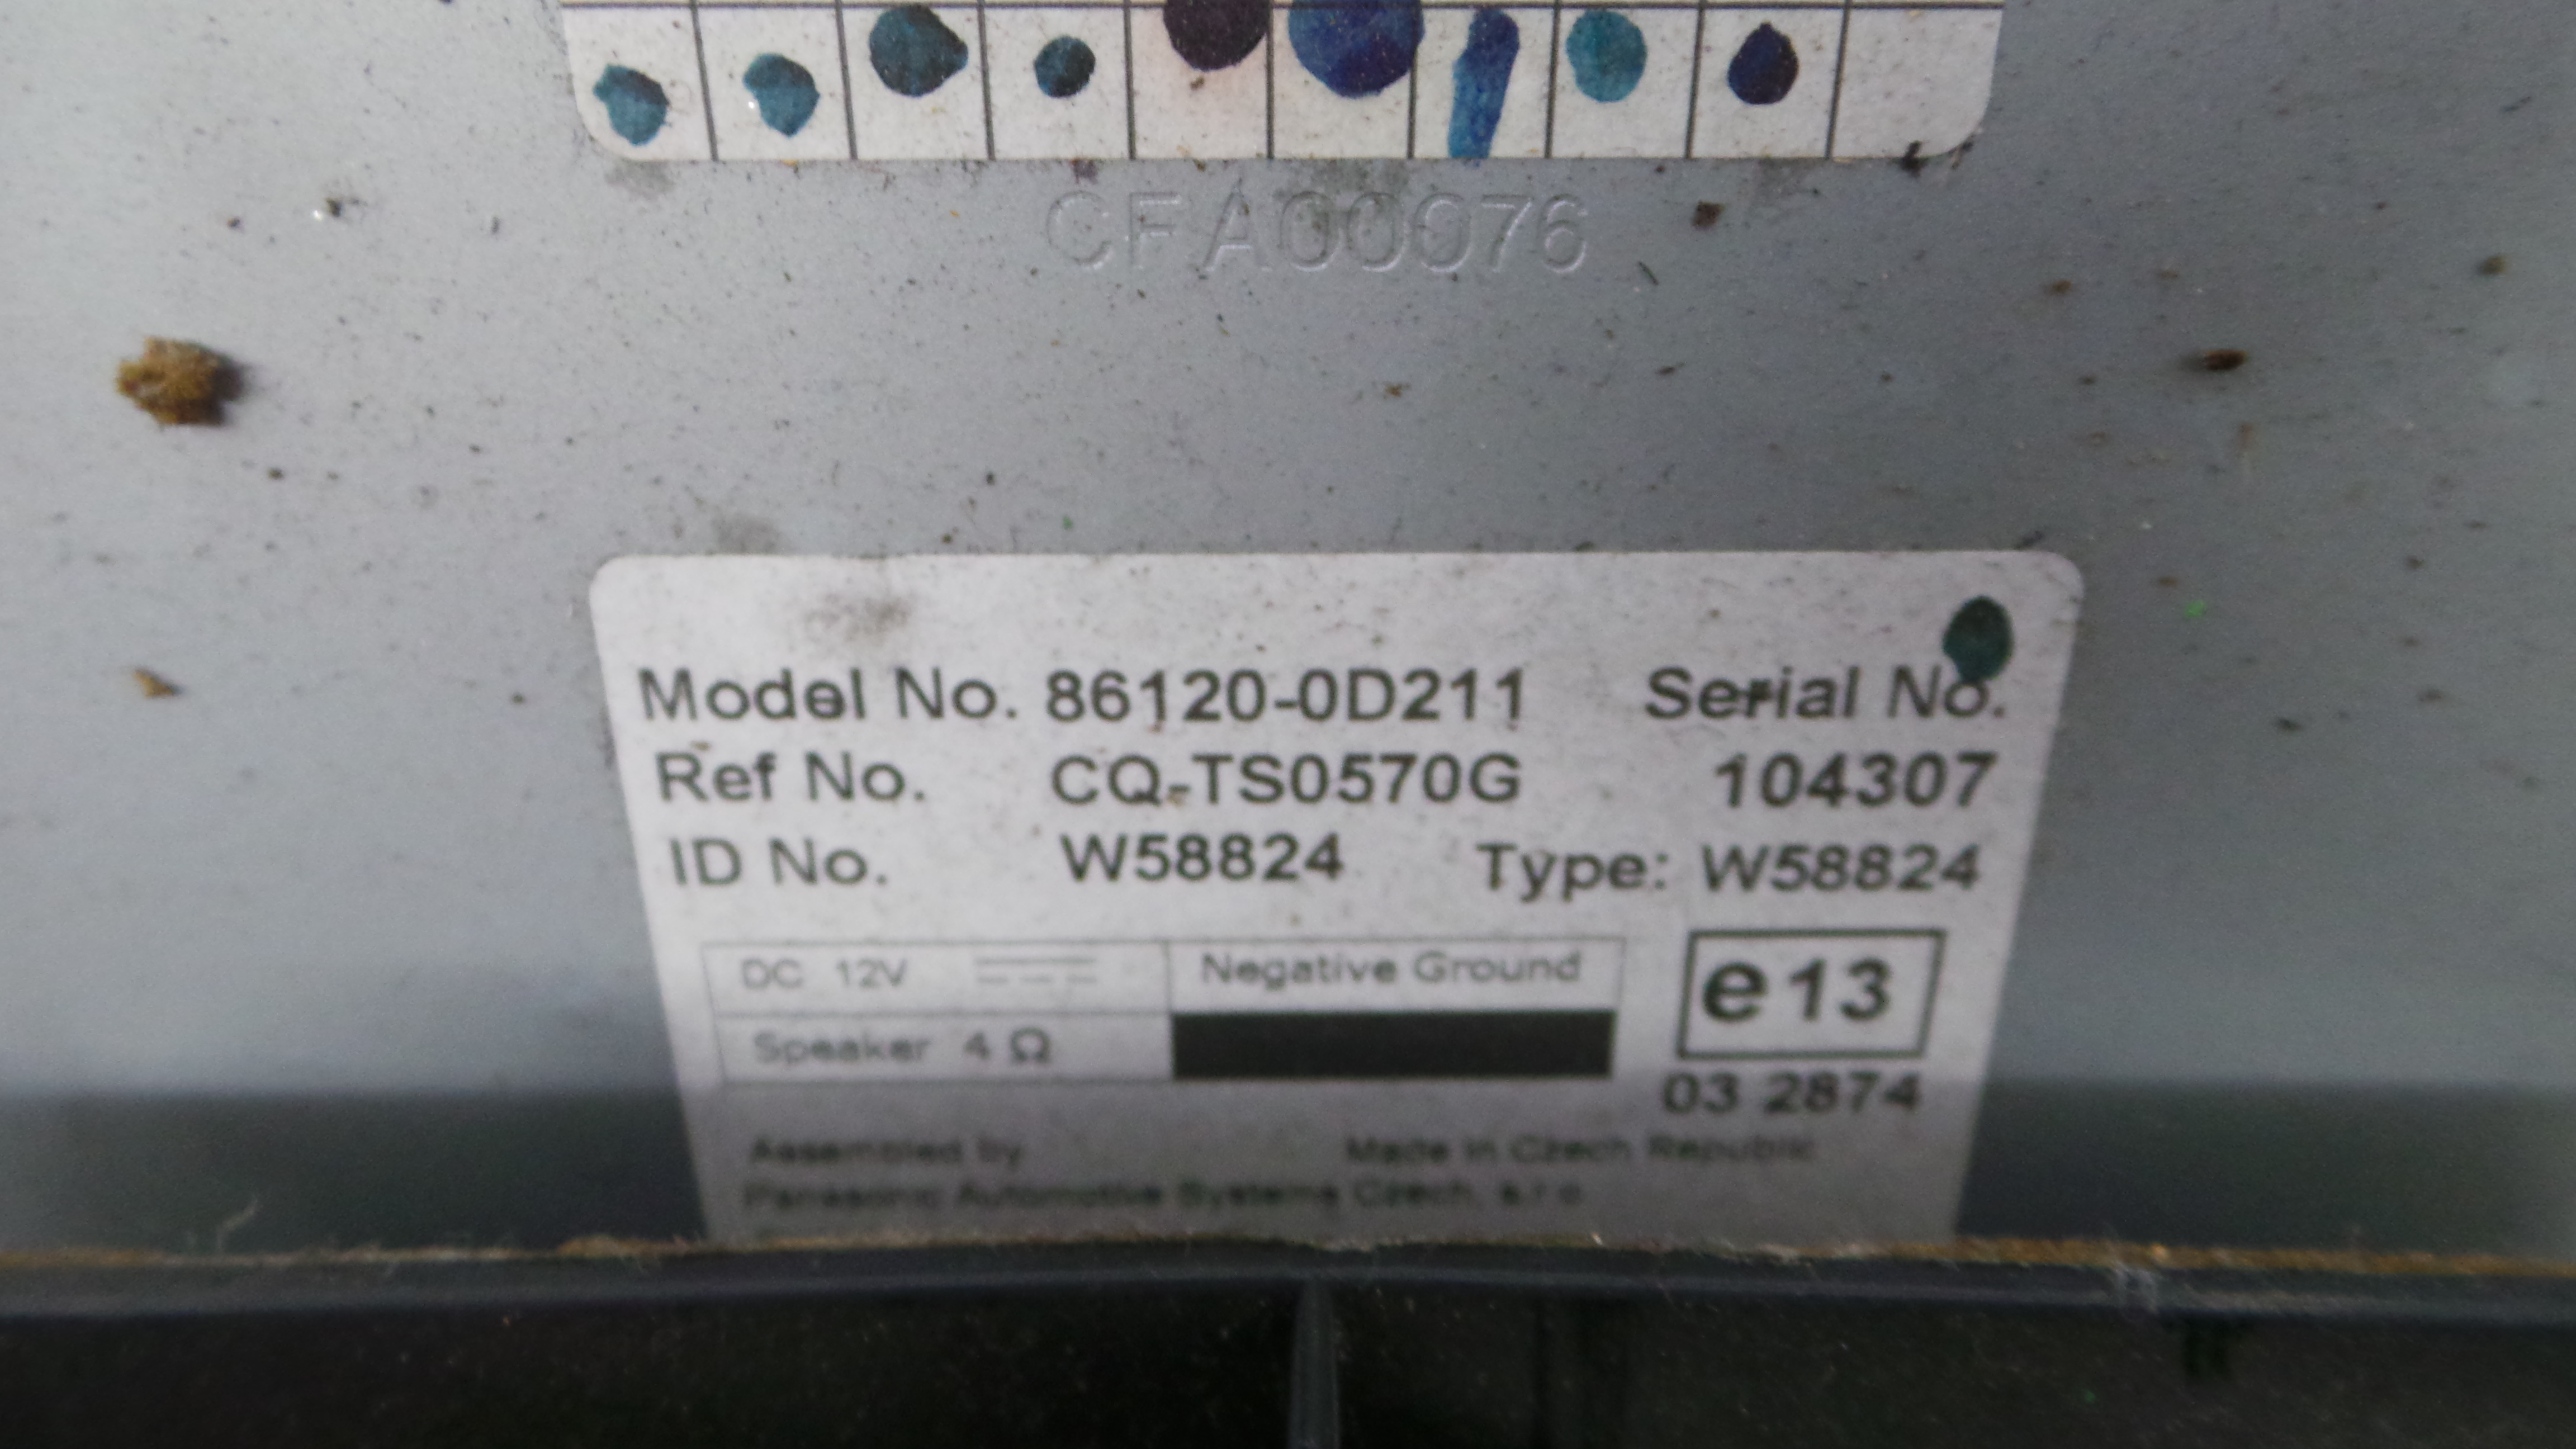 CFA00076
Model No. 86120-0D211 Serial No.
Ref No. CQ-TS0570G 104307
ID No. W58824 Type: W58824
DC 12V Negative Ground
Speaker 4 Ω
e13
03 2874
Assembled by Made in Czech Republic
Panasonic Automotive Systems Czech, s.r.o.